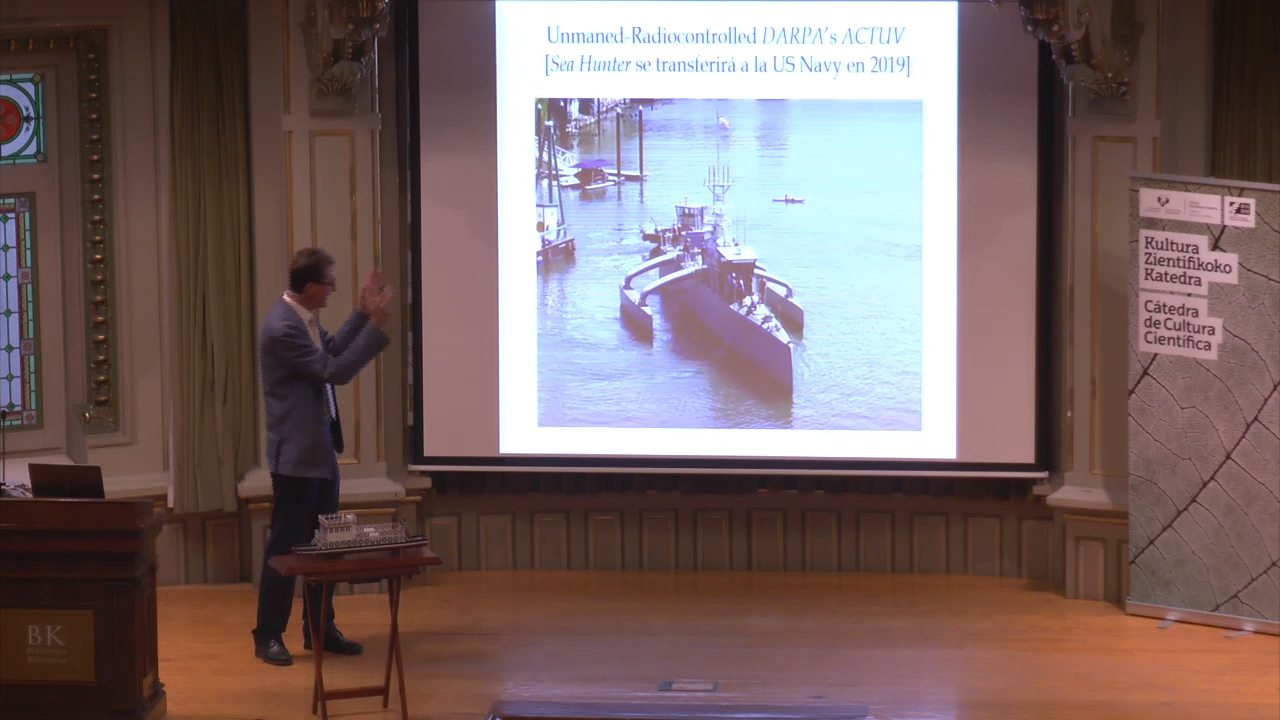 Unmaned-Radiocontrolled DARPA's ACTUV
[Sea Hunter se transferirá a la US Navy en 2019]
Kultura
Zientifikoko
Katedra
Cátedra
de Cultura
Científica
BK